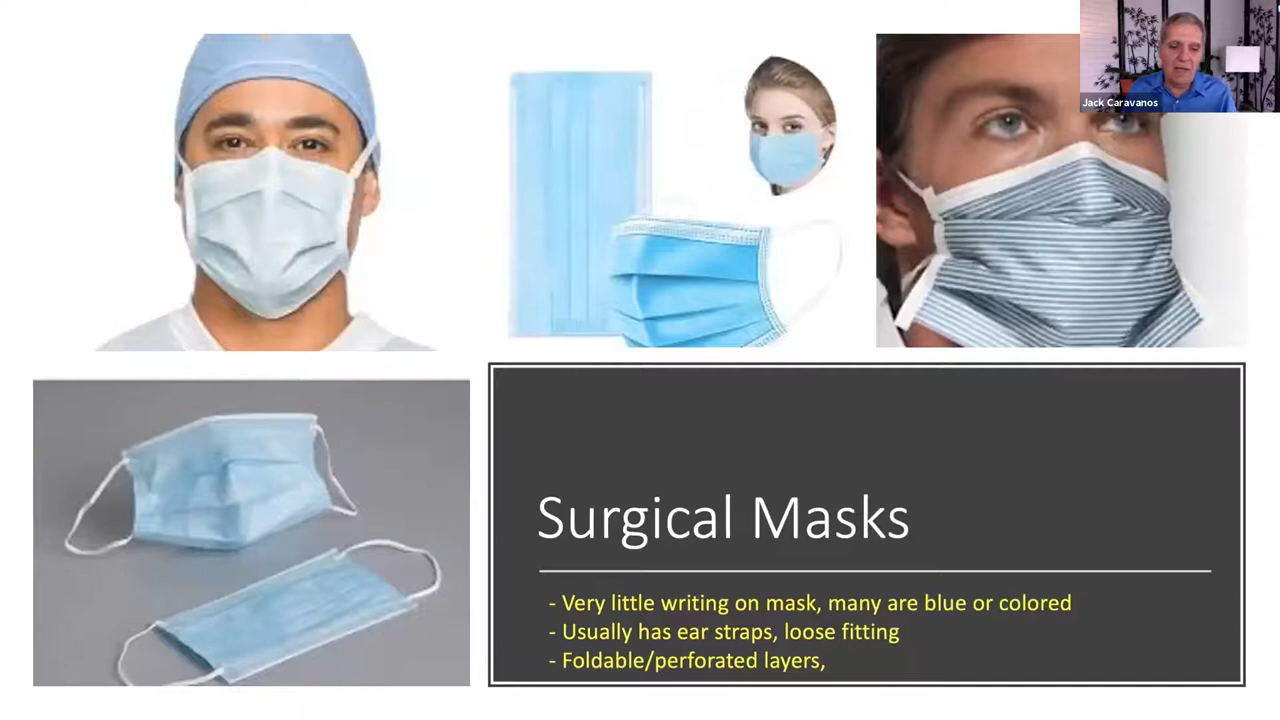 Jack Caravanos
Surgical Masks
- Very little writing on mask, many are blue or colored
- Usually has ear straps, loose fitting
- Foldable/perforated layers,